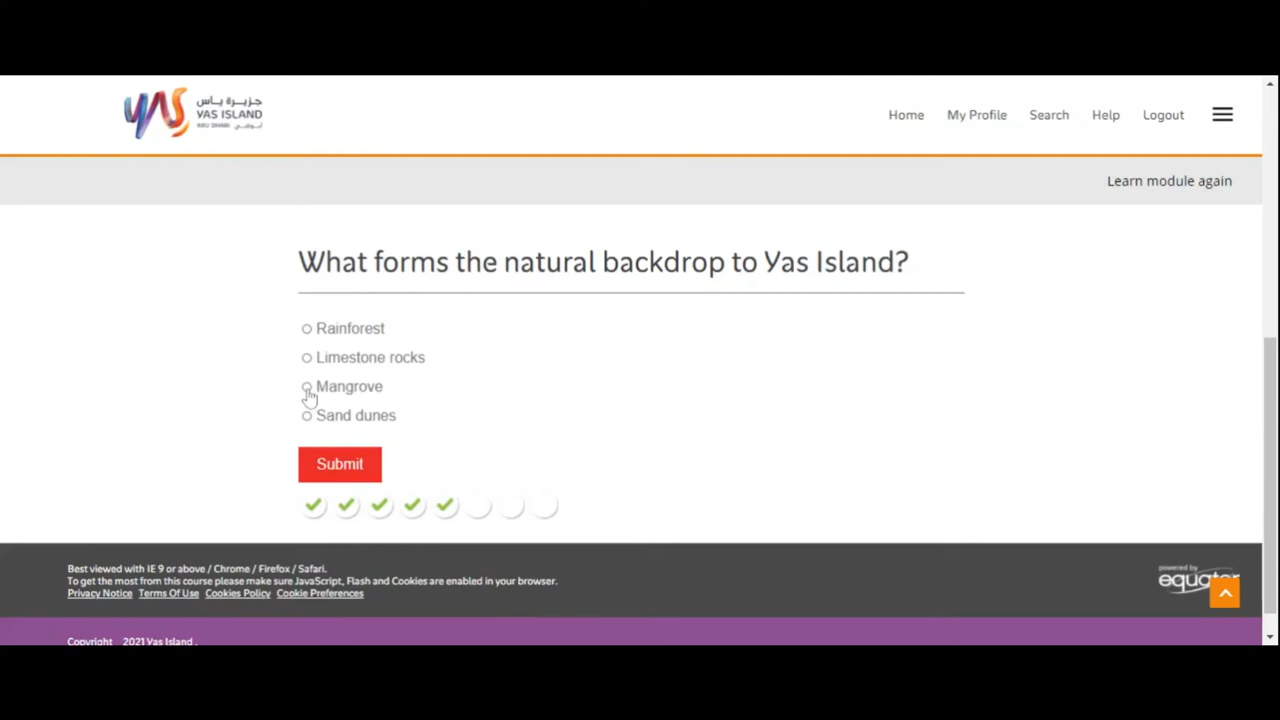 جزيرة ياس
YAS ISLAND
ABU DHABI أبوظبي
Home My Profile Search Help Logout
Learn module again
What forms the natural backdrop to Yas Island?
Rainforest
Limestone rocks
Mangrove
Sand dunes
Submit
Best viewed with IE 9 or above / Chrome / Firefox / Safari.
To get the most from this course please make sure JavaScript, Flash and Cookies are enabled in your browser.
Privacy Notice Terms Of Use Cookies Policy Cookie Preferences
powered by
equator
Copyright 2021 Yas Island .